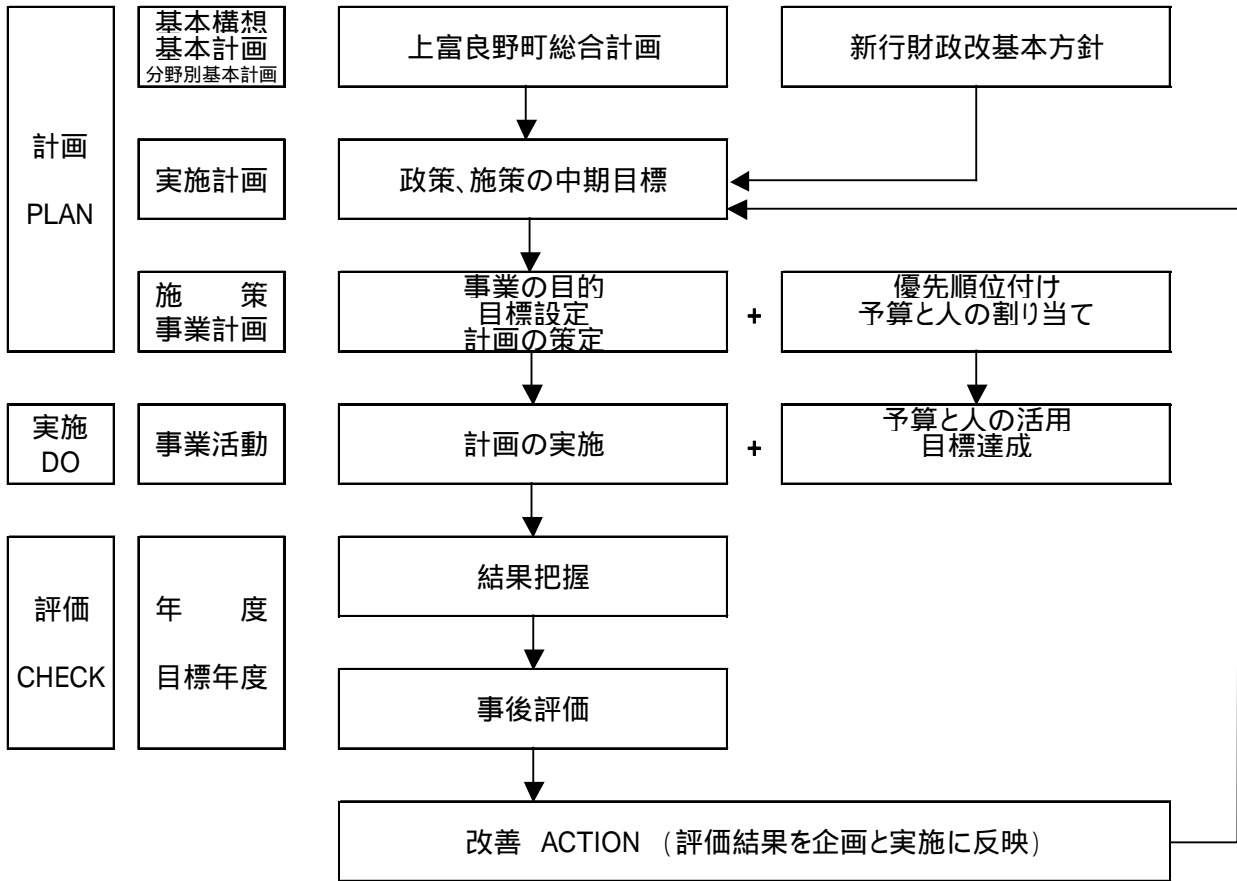 基本構想
基本計画
分野別基本計画
上富良野町総合計画
新行財政改基本方針
計画
PLAN
実施計画
政策、施策の中期目標
施　　策
事業計画
事業の目的
目標設定
計画の策定
+
優先順位付け
予算と人の割り当て
実施
DO
事業活動
計画の実施
+
予算と人の活用
目標達成
評価
CHECK
年　　度
目標年度
結果把握
事後評価
改善 ACTION （評価結果を企画と実施に反映）